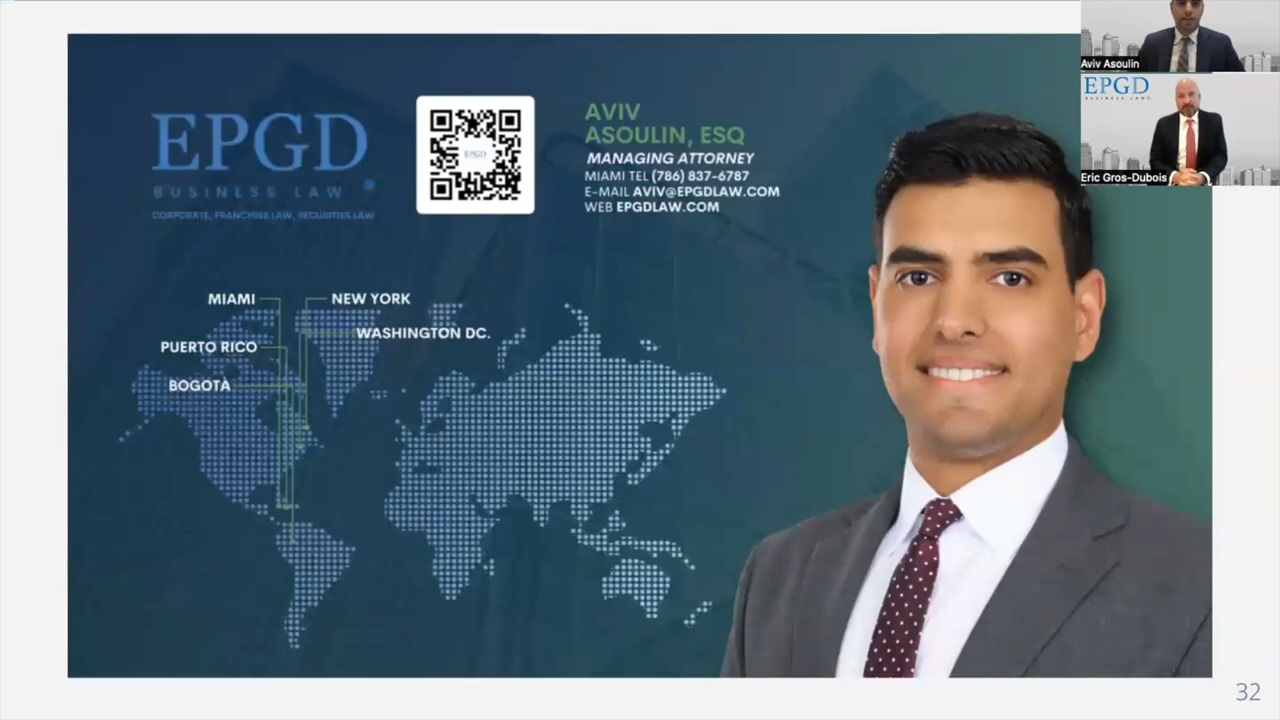 EPGD
BUSINESS LAW
CORPORATE, FRANCHISE LAW, SECURITIES LAW
EPGD
AVIV
ASOULIN, ESQ
MANAGING ATTORNEY
MIAMI TEL (786) 837-6787
E-MAIL AVIV@EPGDLAW.COM
WEB EPGDLAW.COM
MIAMI
NEW YORK
WASHINGTON DC.
PUERTO RICO
BOGOTÀ
Aviv Asoulin
EPGD
BUSINESS LAW
Eric Gros-Dubois
32